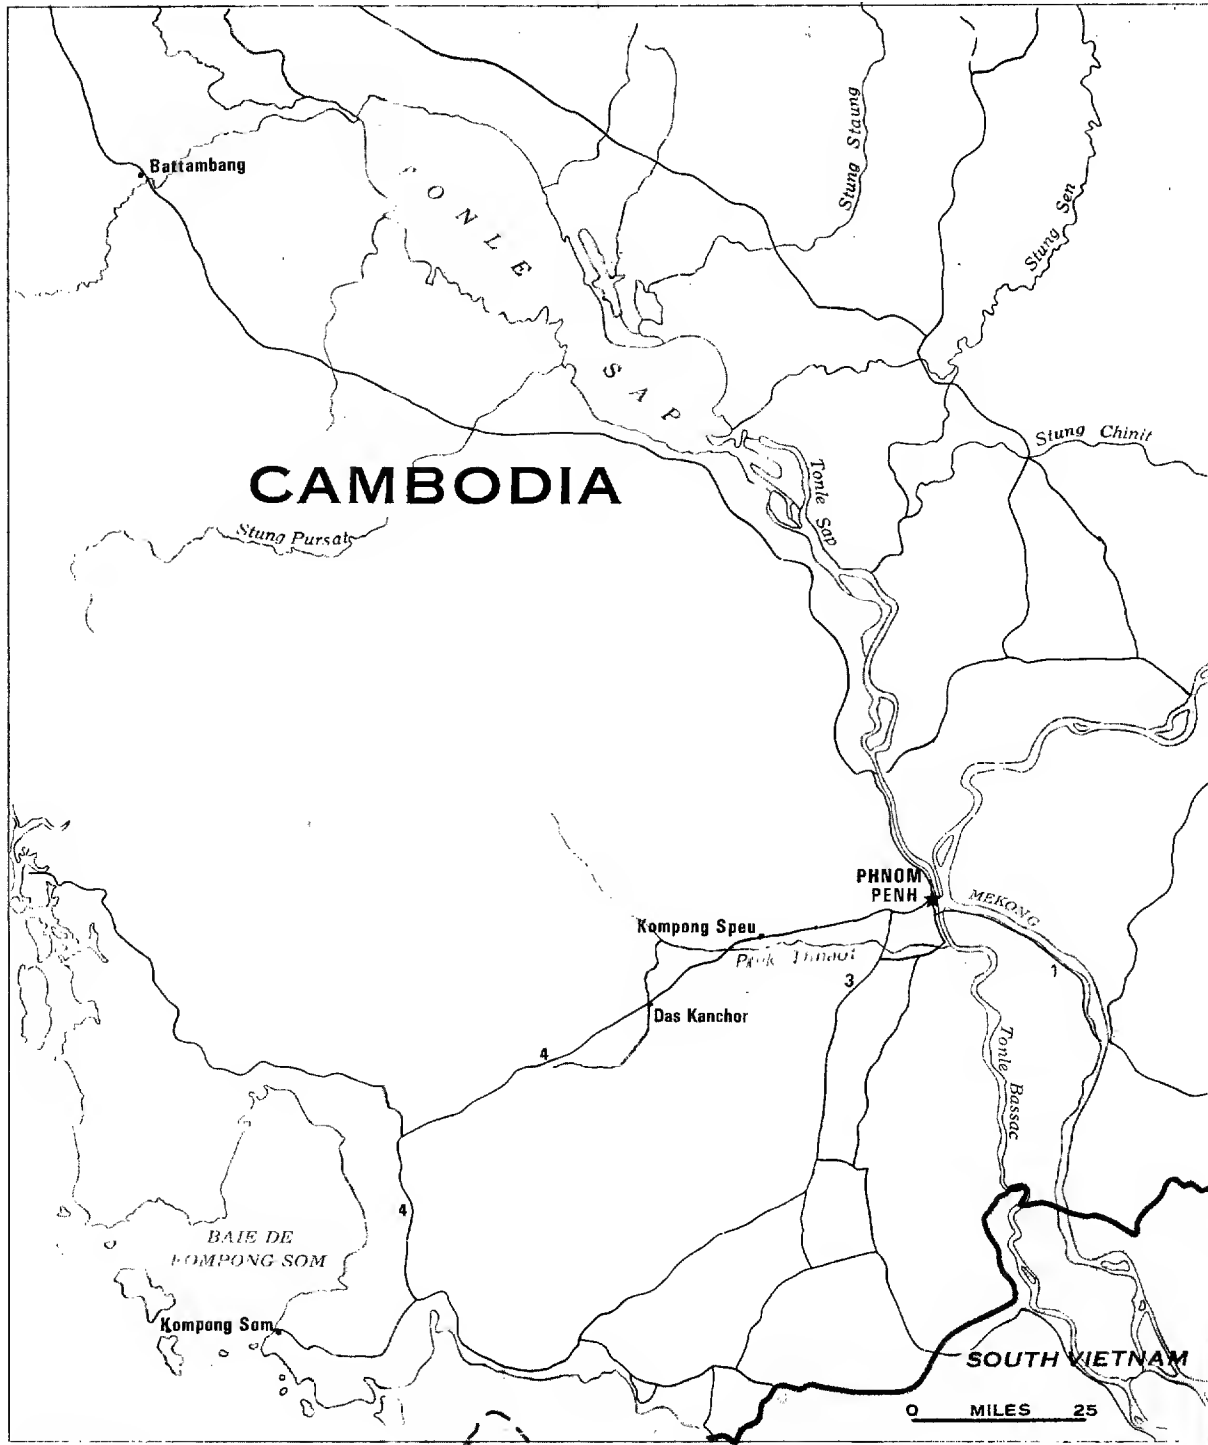 Battambang
TONLE SAP
Stung Staung
Stung Sen
Stung Chinit
CAMBODIA
Tonle Sap
Stung Pursat
PHNOM
PENH
MEKONG
Kompong Speu
1
3
Das Kanchor
4
Tonle Bassac
4
BAIE DE
KOMPONG SOM
Kompong Som
SOUTH VIETNAM
0 MILES 25